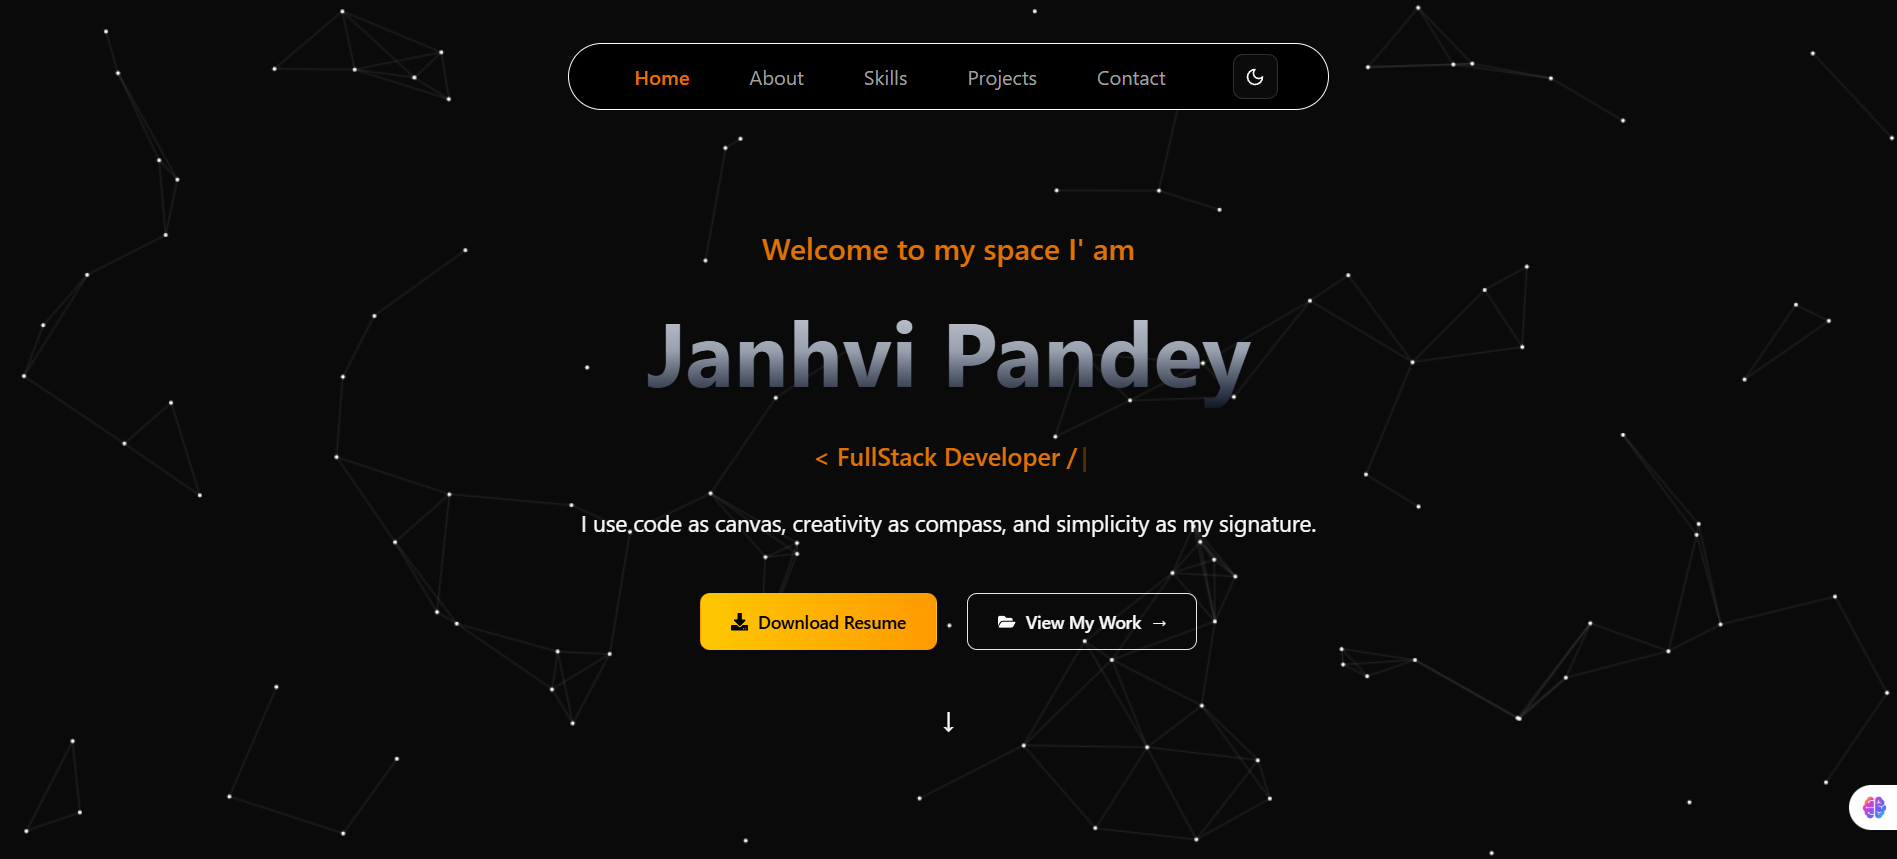 Home About Skills Projects Contact
Welcome to my space I' am
Janhvi Pandey
< FullStack Developer /|
I use code as canvas, creativity as compass, and simplicity as my signature.
Download Resume View My Work →
↓